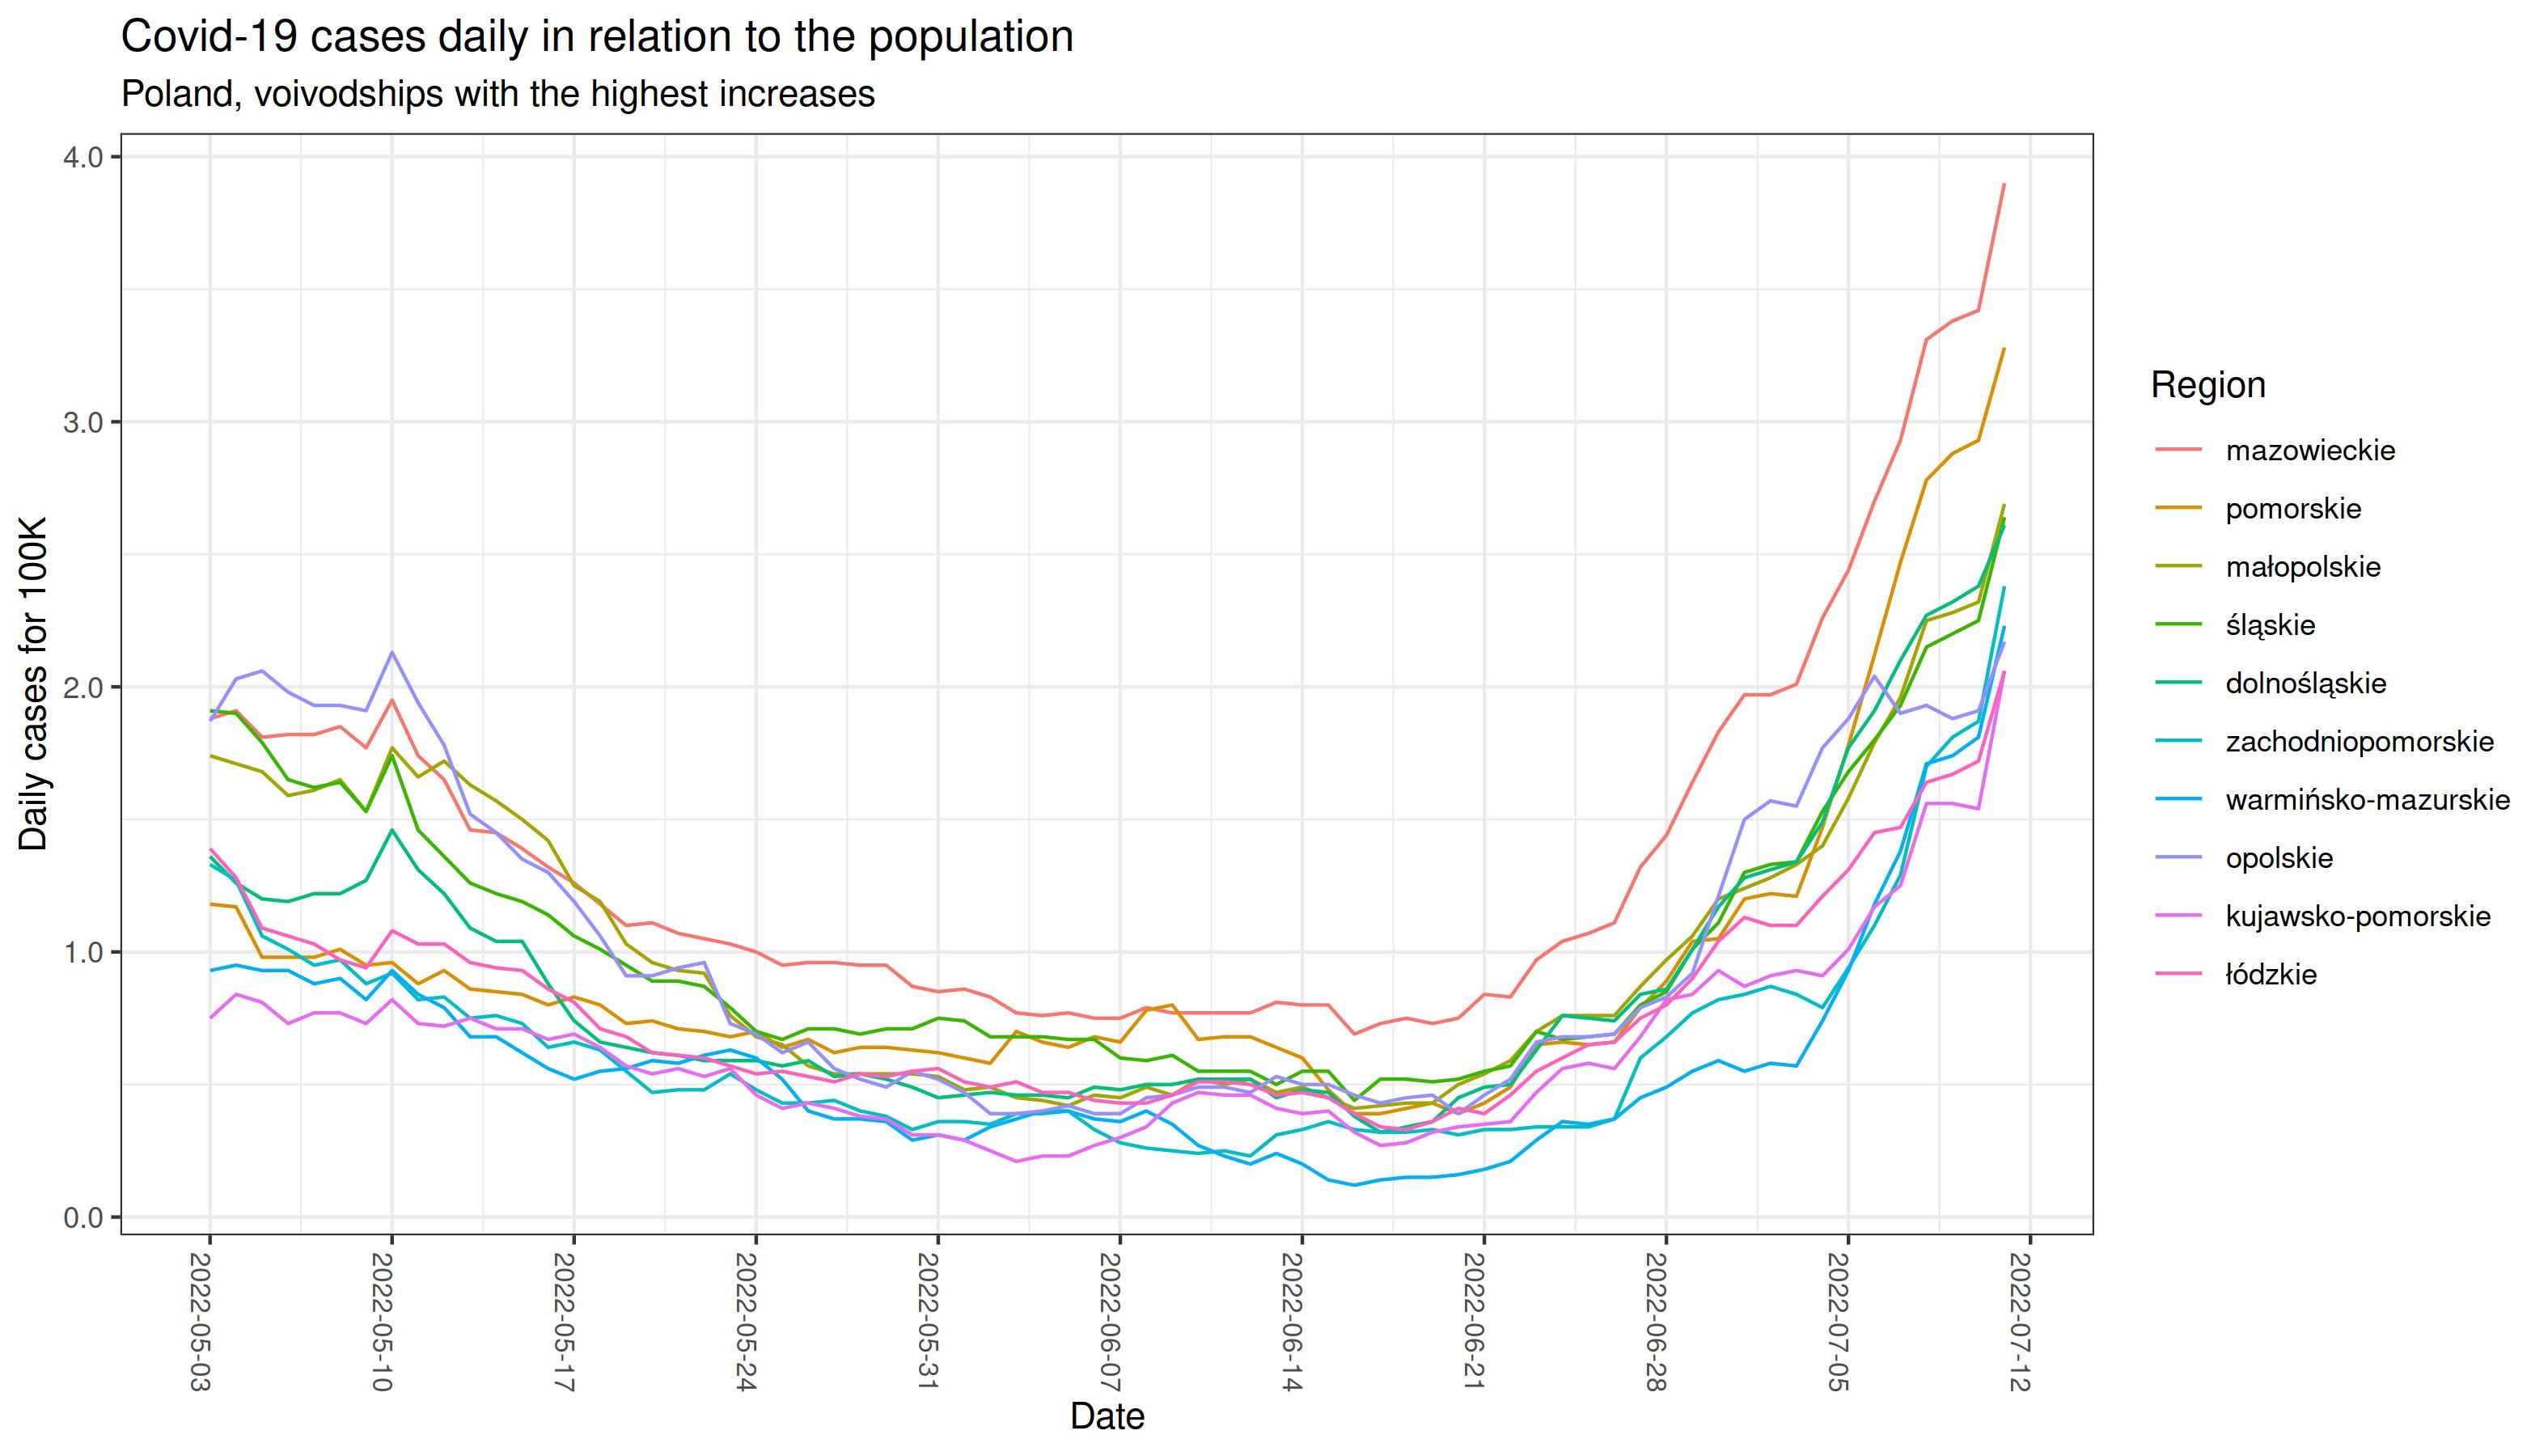 Covid-19 cases daily in relation to the population
Poland, voivodships with the highest increases
Daily cases for 100K
4.0
3.0
2.0
1.0
0.0
2022-05-03
2022-05-10
2022-05-17
2022-05-24
2022-05-31
2022-06-07
2022-06-14
2022-06-21
2022-06-28
2022-07-05
2022-07-12
Date
Region
mazowieckie
pomorskie
małopolskie
śląskie
dolnośląskie
zachodniopomorskie
warmińsko-mazurskie
opolskie
kujawsko-pomorskie
łódzkie